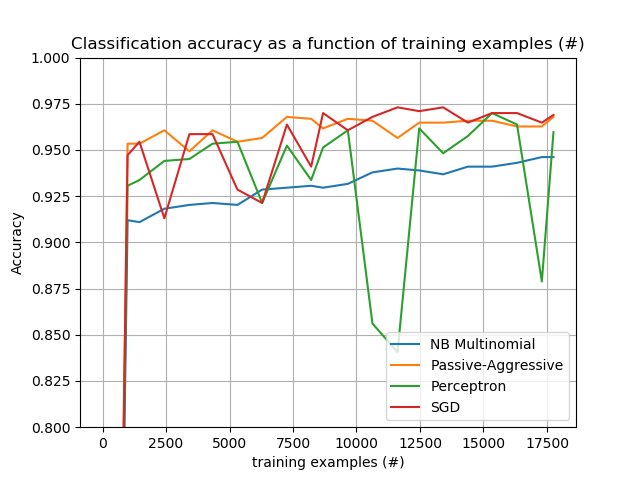 Classification accuracy as a function of training examples (#)
1.000
0.975
0.950
0.925
0.900
0.875
0.850
0.825
0.800
Accuracy
NB Multinomial
Passive-Aggressive
Perceptron
SGD
0
2500
5000
7500
10000
12500
15000
17500
training examples (#)